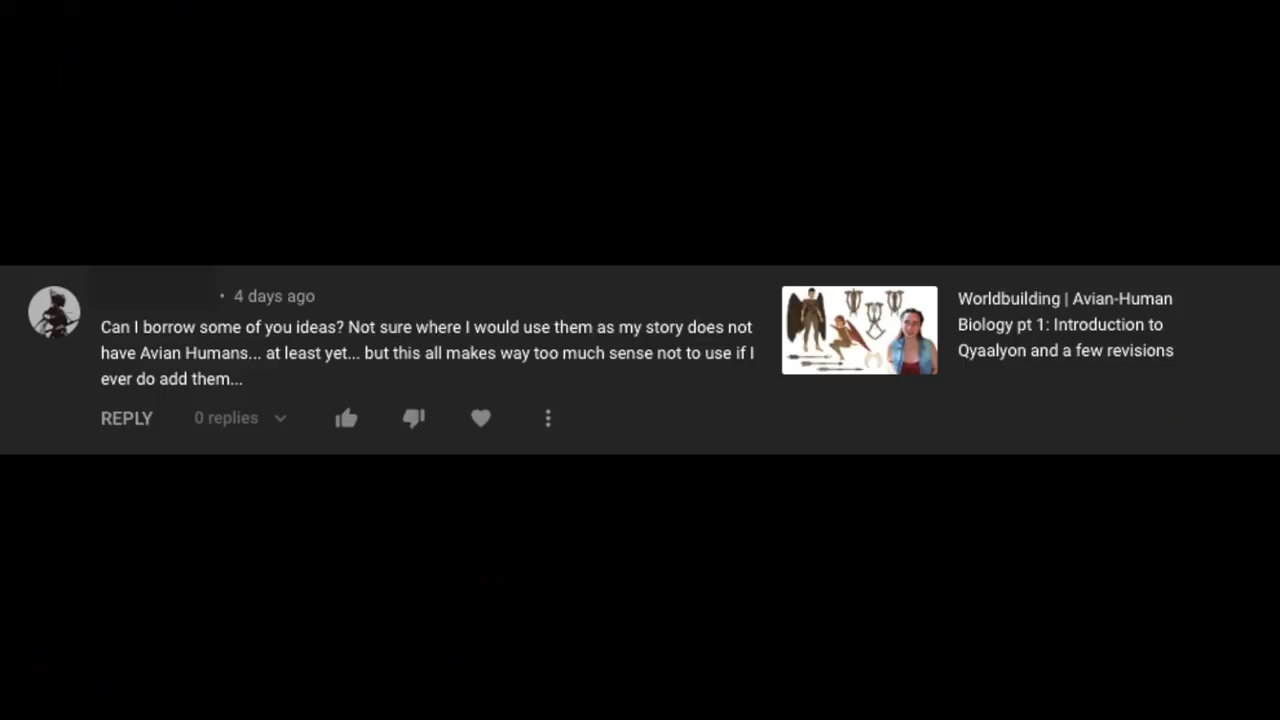 • 4 days ago
Can I borrow some of you ideas? Not sure where I would use them as my story does not
have Avian Humans... at least yet... but this all makes way too much sense not to use if I
ever do add them...
REPLY 0 replies
Worldbuilding | Avian-Human
Biology pt 1: Introduction to
Qyaalyon and a few revisions